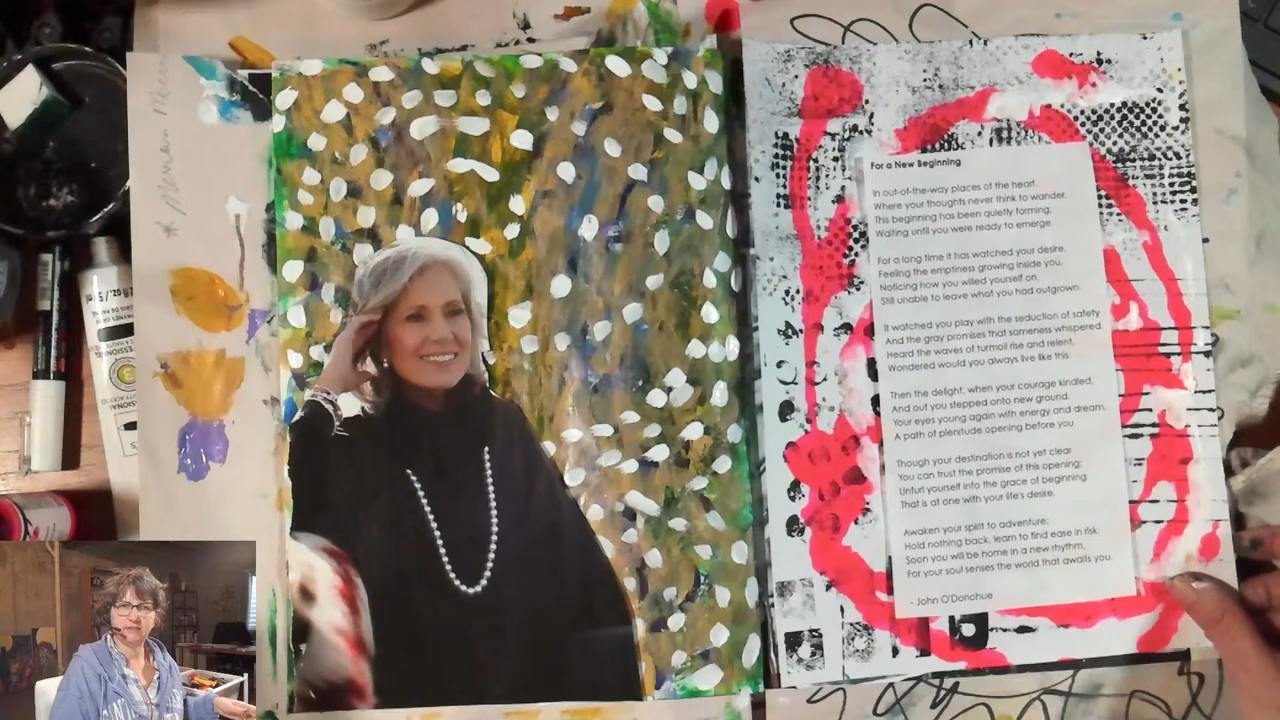 For a New Beginning
In out-of-the-way places of the heart,
Where your thoughts never think to wander,
This beginning has been quietly forming,
Waiting until you were ready to emerge.
For a long time it has watched your desire,
Feeling the emptiness growing inside you,
Noticing how you willed yourself on,
Still unable to leave what you had outgrown.
It watched you play with the seduction of safety
And the gray promises that sameness whispered,
Heard the waves of turmoil rise and relent,
Wondered would you always live like this.
Then the delight, when your courage kindled,
And out you stepped onto new ground,
Your eyes young again with energy and dream,
A path of plenitude opening before you.
Though your destination is not yet clear
You can trust the promise of this opening;
Unfurl yourself into the grace of beginning
That is at one with your life's desire.
Awaken your spirit to adventure;
Hold nothing back, learn to find ease in risk;
Soon you will be home in a new rhythm,
For your soul senses the world that awaits you.
- John O'Donohue